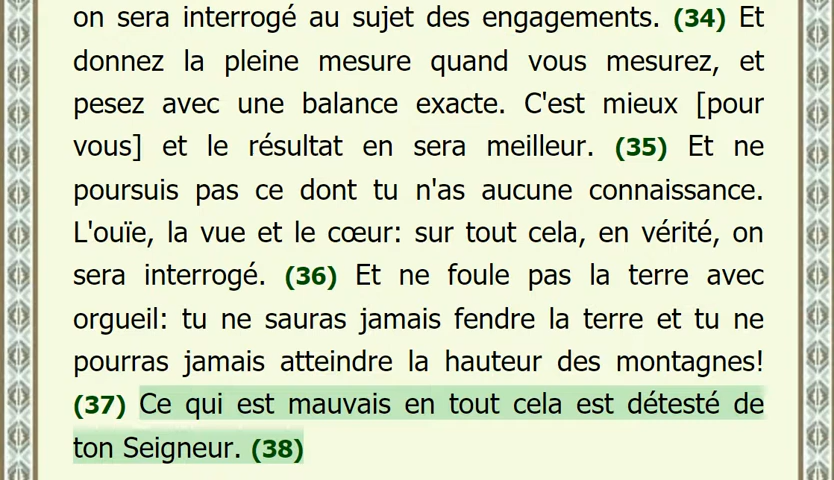 on sera interrogé au sujet des engagements. (34) Et
donnez la pleine mesure quand vous mesurez, et
pesez avec une balance exacte. C'est mieux [pour
vous] et le résultat en sera meilleur. (35) Et ne
poursuis pas ce dont tu n'as aucune connaissance.
L'ouïe, la vue et le cœur: sur tout cela, en vérité, on
sera interrogé. (36) Et ne foule pas la terre avec
orgueil: tu ne sauras jamais fendre la terre et tu ne
pourras jamais atteindre la hauteur des montagnes!
(37) Ce qui est mauvais en tout cela est détesté de
ton Seigneur. (38)